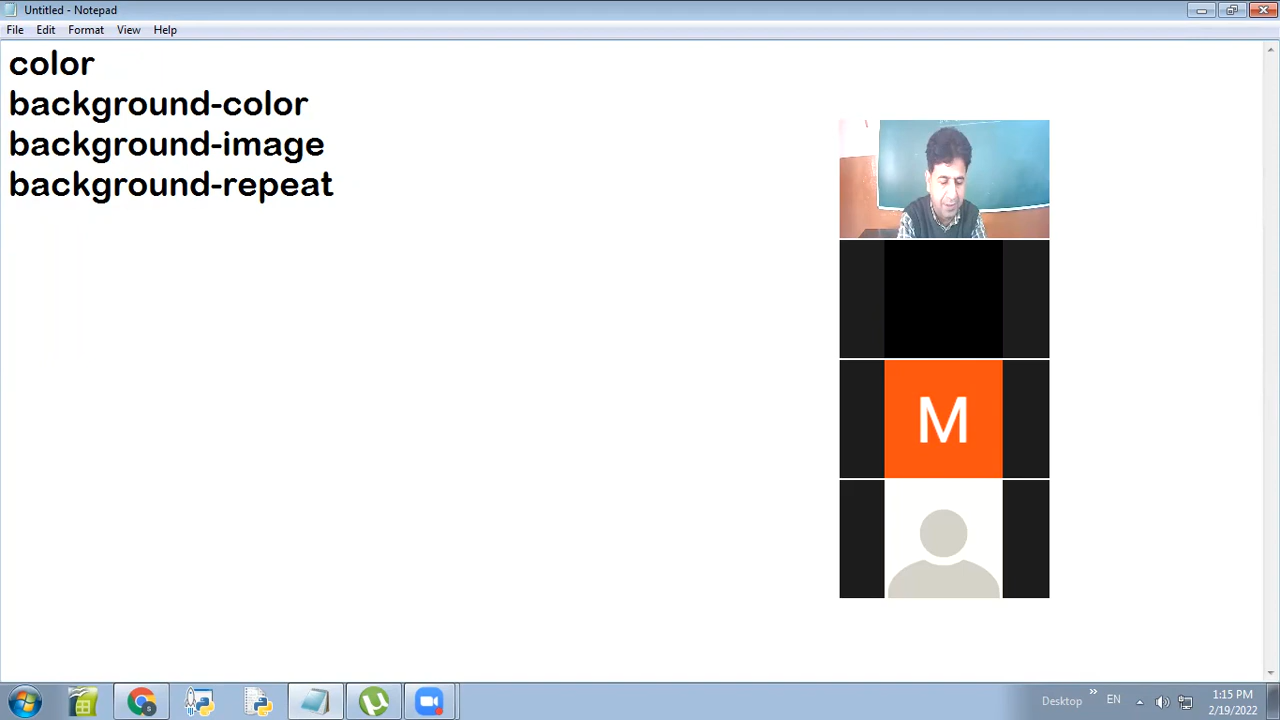 Untitled - Notepad
File Edit Format View Help
color
background-color
background-image
background-repeat
M
Desktop
EN
1:15 PM
2/19/2022